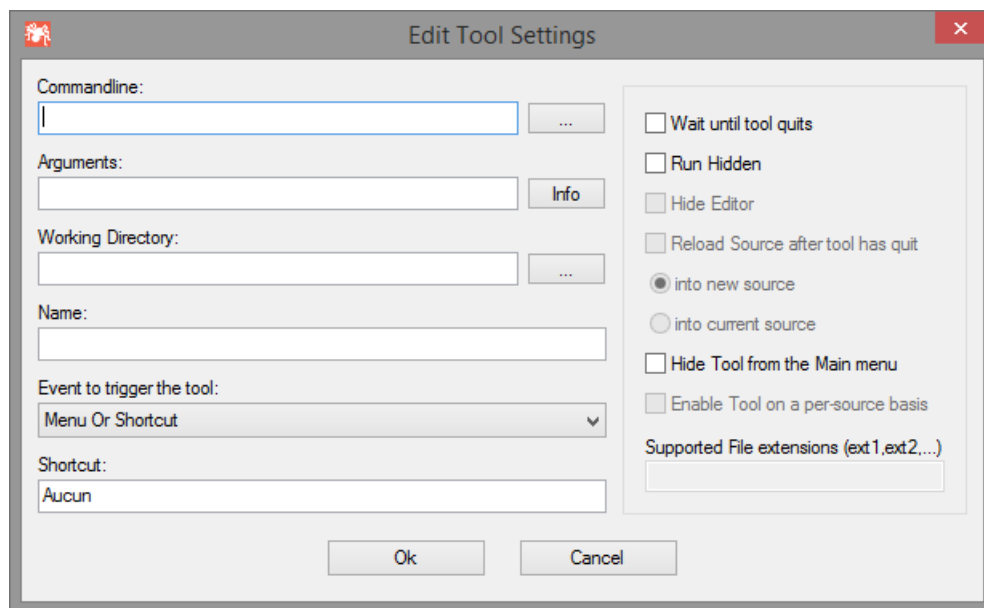 Edit Tool Settings
Commandline:
...
Arguments:
Info
Working Directory:
...
Name:
Event to trigger the tool:
Menu Or Shortcut
Shortcut:
Aucun
Wait until tool quits
Run Hidden
Hide Editor
Reload Source after tool has quit
into new source
into current source
Hide Tool from the Main menu
Enable Tool on a per-source basis
Supported File extensions (ext1,ext2,...)
Ok
Cancel